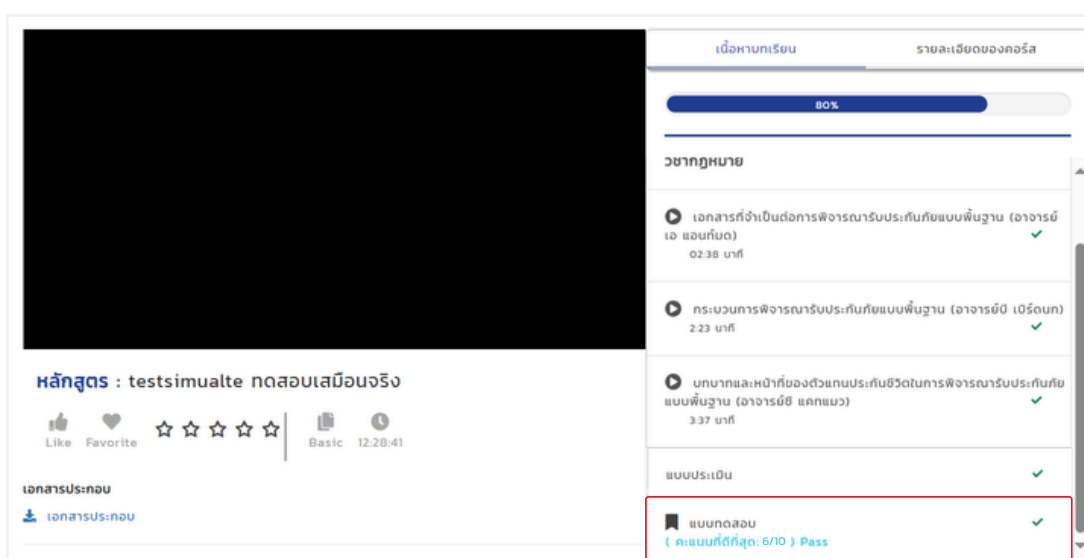 เนื้อหาบทเรียน
รายละเอียดของคอร์ส
80%
วิชากฎหมาย
เอกสารที่จำเป็นต่อการพิจารณารับประกันภัยแบบพื้นฐาน (อาจารย์
เอ แอนท์มด)
02:38 นาที
กระบวนการพิจารณารับประกันภัยแบบพื้นฐาน (อาจารย์บี เบิร์ดนก)
2:23 นาที
บทบาทและหน้าที่ของตัวแทนประกันชีวิตในการพิจารณารับประกันภัย
แบบพื้นฐาน (อาจารย์ซี แคทแมว)
3:37 นาที
แบบประเมิน
แบบทดสอบ
( คะแนนที่ดีที่สุด: 6/10 ) Pass
หลักสูตร : testsimualte ทดสอบเสมือนจริง
Like Favorite Basic 12:28:41
เอกสารประกอบ
เอกสารประกอบ